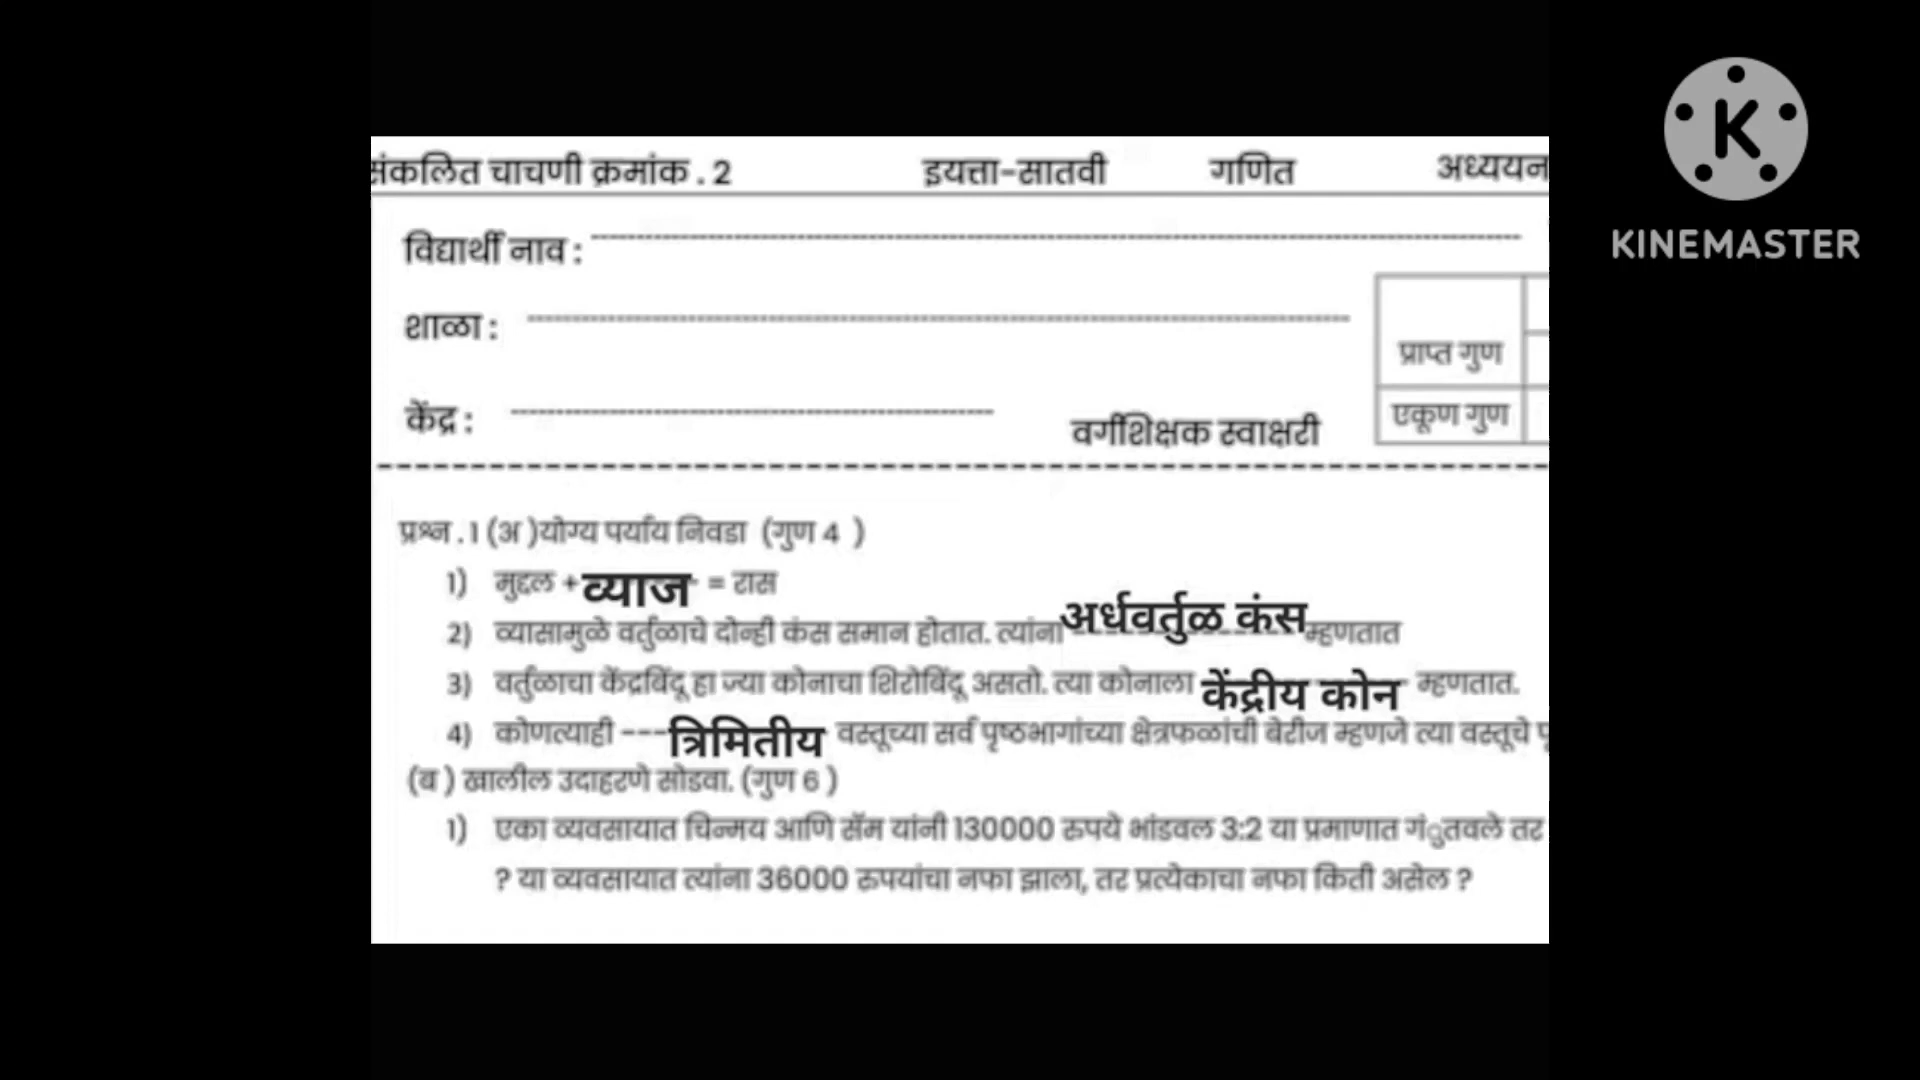 संकलित चाचणी क्रमांक . 2 इयत्ता-सातवी गणित अध्ययन
K
KINEMASTER
विद्यार्थी नाव :
शाळा :
प्राप्त गुण
केंद्र :
वर्गशिक्षक स्वाक्षरी
एकूण गुण
प्रश्न . 1 (अ )योग्य पर्याय निवडा (गुण 4 )
1) मुद्दल + व्याज = रास
2) व्यासामुळे वर्तुळाचे दोन्ही कंस समान होतात. त्यांना अर्धवर्तुळ कंस म्हणतात
3) वर्तुळाचा केंद्रबिंदू हा ज्या कोनाचा शिरोबिंदू असतो. त्या कोनाला केंद्रीय कोन म्हणतात.
4) कोणत्याही --- त्रिमितीय वस्तूच्या सर्व पृष्ठभागांच्या क्षेत्रफळांची बेरीज म्हणजे त्या वस्तूचे पृ
(ब ) खालील उदाहरणे सोडवा. (गुण 6 )
1) एका व्यवसायात चिन्मय आणि सॅम यांनी 130000 रुपये भांडवल 3:2 या प्रमाणात गंुतवले तर
? या व्यवसायात त्यांना 36000 रुपयांचा नफा झाला, तर प्रत्येकाचा नफा किती असेल ?